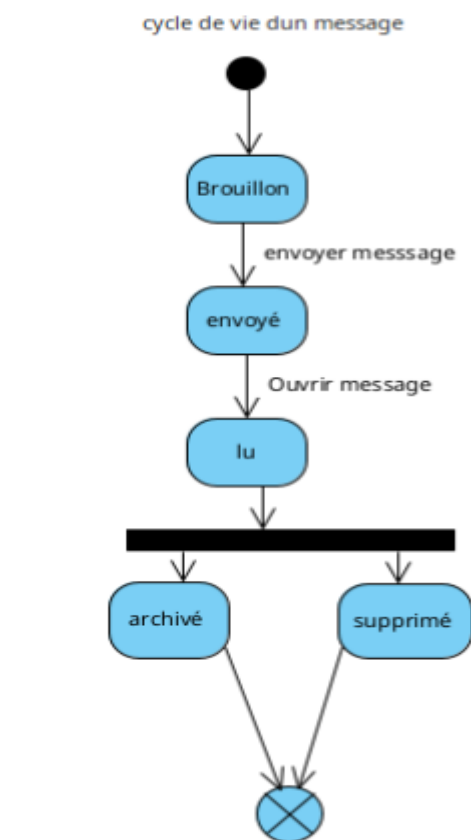 cycle de vie dun message
Brouillon
envoyer messsage
envoyé
Ouvrir message
lu
archivé
supprimé